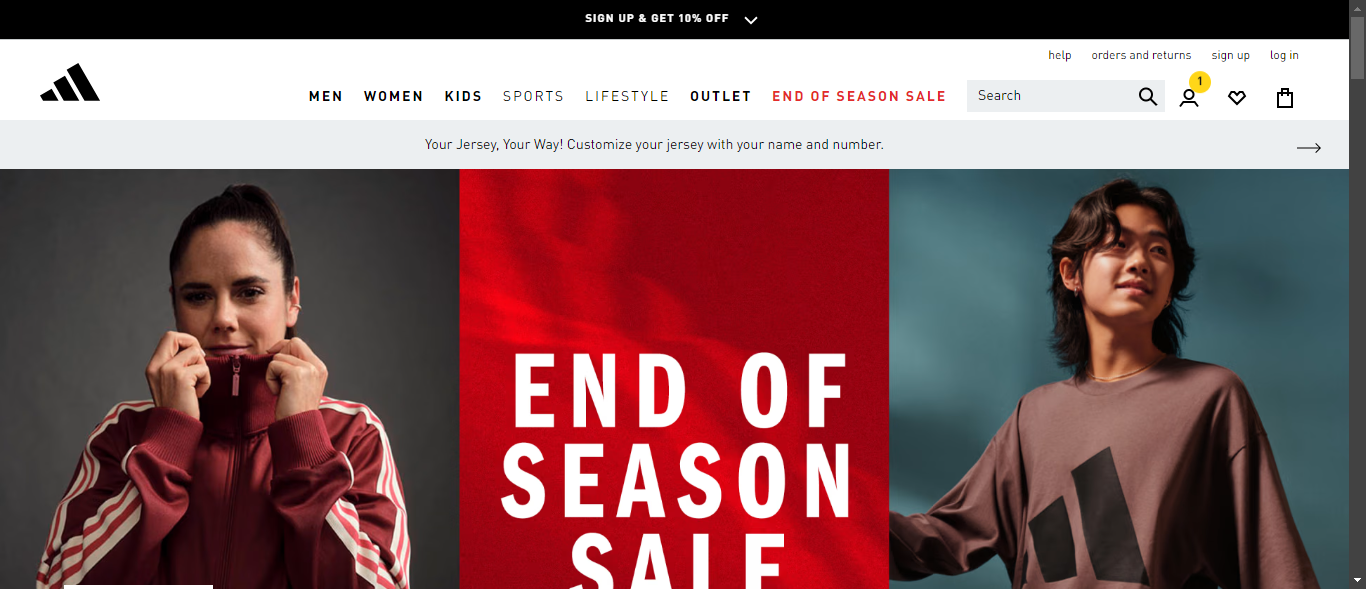 SIGN UP & GET 10% OFF
help orders and returns sign up log in
1
MEN WOMEN KIDS SPORTS LIFESTYLE OUTLET END OF SEASON SALE Search
Your Jersey, Your Way! Customize your jersey with your name and number.
END OF
SEASON
SALE